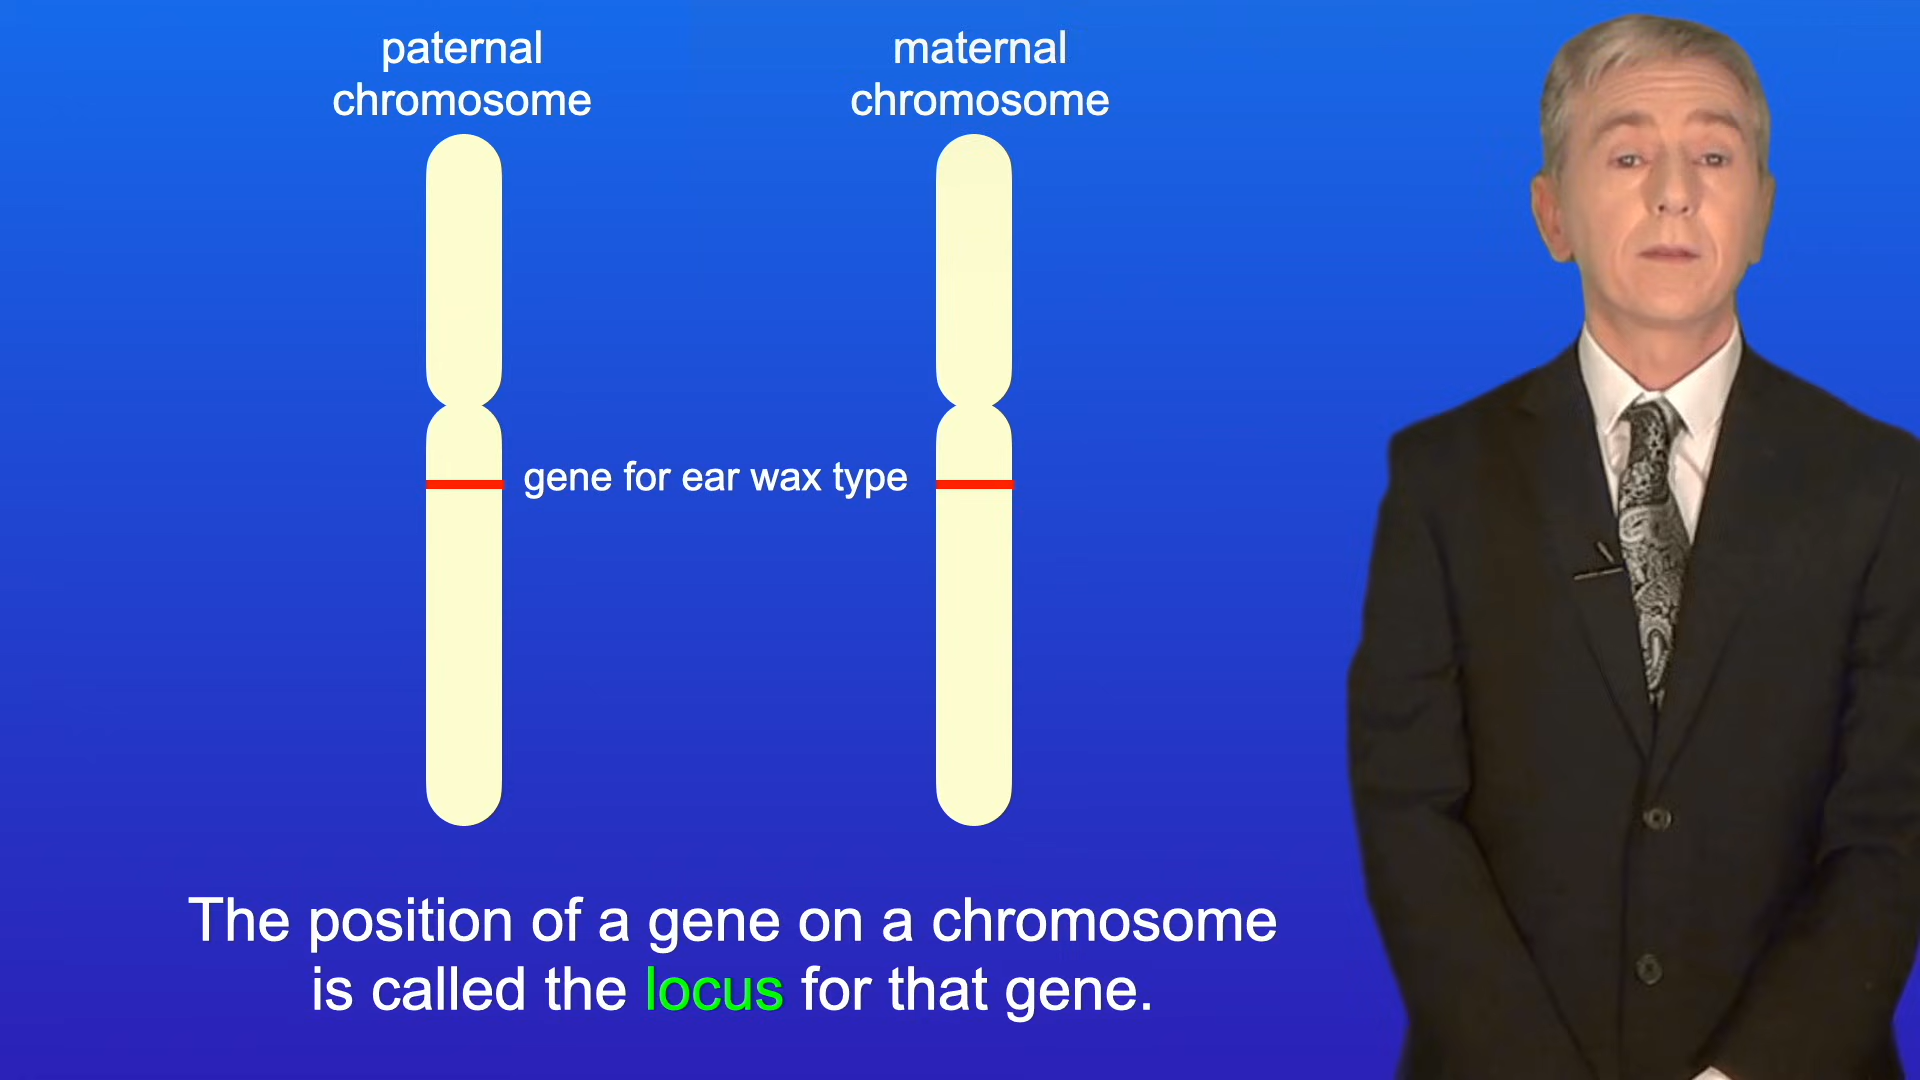 paternal
chromosome
maternal
chromosome
gene for ear wax type
The position of a gene on a chromosome
is called the locus for that gene.